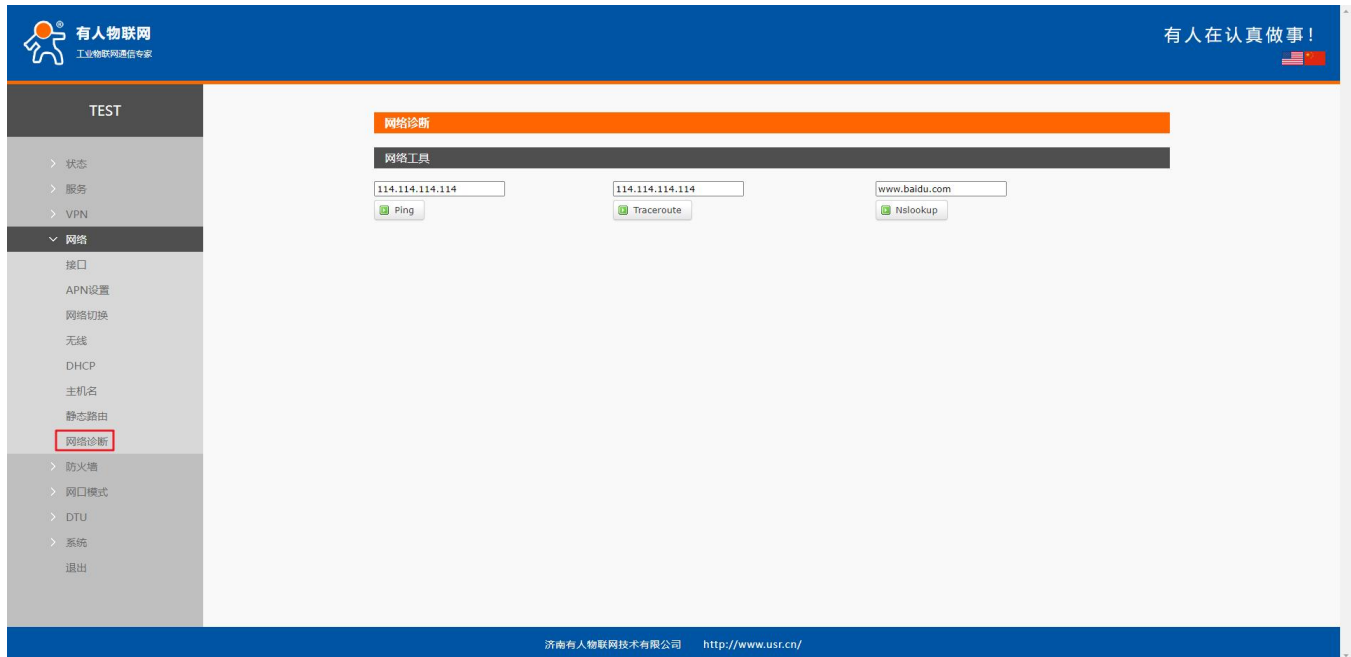 有人物联网
工业物联网通信专家
有人在认真做事!
TEST
状态
服务
VPN
网络
接口
APN设置
网络切换
无线
DHCP
主机名
静态路由
网络诊断
防火墙
网口模式
DTU
系统
退出
网络诊断
网络工具
114.114.114.114 114.114.114.114 www.baidu.com
Ping Traceroute Nslookup
济南有人物联网技术有限公司 http://www.usr.cn/